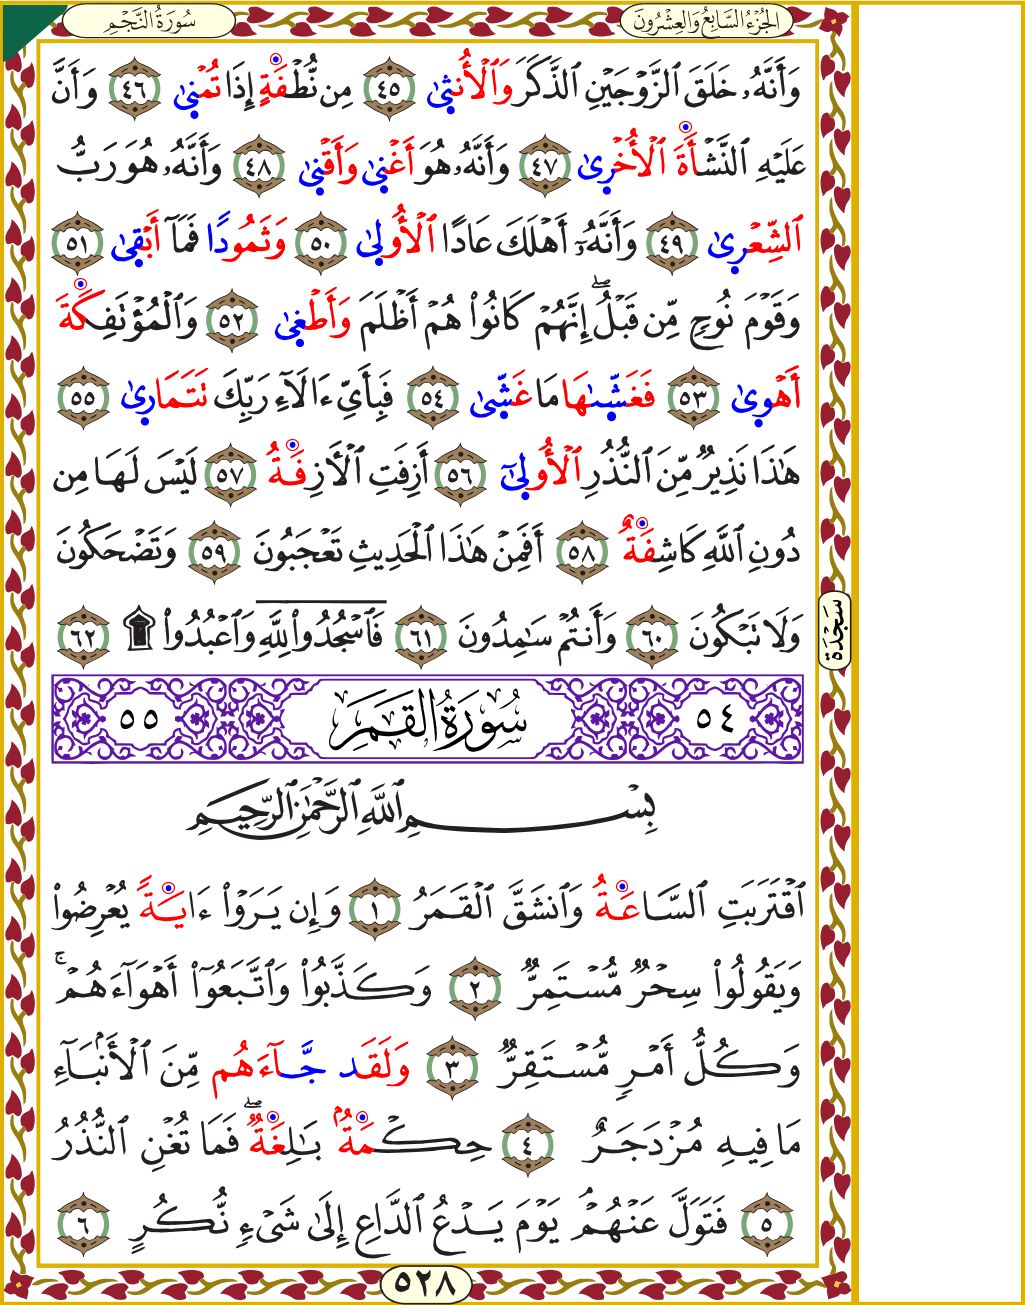 سُورَةُ النَّجْمِ
الجُزْءُ السَّابِعُ وَالعِشْرُونَ
وَأَنَّهُۥ خَلَقَ ٱلزَّوْجَيْنِ ٱلذَّكَرَ وَٱلْأُنثَىٰ ٤٥ مِن نُّطْفَةٍ إِذَا تُمْنَىٰ ٤٦ وَأَنَّ
عَلَيْهِ ٱلنَّشْأَةَ ٱلْأُخْرَىٰ ٤٧ وَأَنَّهُۥ هُوَ أَغْنَىٰ وَأَقْنَىٰ ٤٨ وَأَنَّهُۥ هُوَ رَبُّ
ٱلشِّعْرَىٰ ٤٩ وَأَنَّهُۥٓ أَهْلَكَ عَادًا ٱلْأُولَىٰ ٥٠ وَثَمُودًا فَمَآ أَبْقَىٰ ٥١
وَقَوْمَ نُوحٍ مِّن قَبْلُ ۖ إِنَّهُمْ كَانُوا۟ هُمْ أَظْلَمَ وَأَطْغَىٰ ٥٢ وَٱلْمُؤْتَفِكَةَ
أَهْوَىٰ ٥٣ فَغَشَّىٰهَا مَا غَشَّىٰ ٥٤ فَبِأَىِّ ءَالَآءِ رَبِّكَ تَتَمَارَىٰ ٥٥
هَٰذَا نَذِيرٌ مِّنَ ٱلنُّذُرِ ٱلْأُولَىٰٓ ٥٦ أَزِفَتِ ٱلْأَزِفَةُ ٥٧ لَيْسَ لَهَا مِن
دُونِ ٱللَّهِ كَاشِفَةٌ ٥٨ أَفَمِنْ هَٰذَا ٱلْحَدِيثِ تَعْجَبُونَ ٥٩ وَتَضْحَكُونَ
وَلَا تَبْكُونَ ٦٠ وَأَنتُمْ سَٰمِدُونَ ٦١ فَٱسْجُدُوا۟ لِلَّهِ وَٱعْبُدُوا۟ ۩ ٦٢
سَجْدَة
٥٤ سُورَةُ القَمَرِ ٥٥
بِسْمِ ٱللَّهِ ٱلرَّحْمَٰنِ ٱلرَّحِيمِ
ٱقْتَرَبَتِ ٱلسَّاعَةُ وَٱنشَقَّ ٱلْقَمَرُ ١ وَإِن يَرَوْا۟ ءَايَةً يُعْرِضُوا۟
وَيَقُولُوا۟ سِحْرٌ مُّسْتَمِرٌّ ٢ وَكَذَّبُوا۟ وَٱتَّبَعُوٓا۟ أَهْوَآءَهُمْ ۚ
وَكُلُّ أَمْرٍ مُّسْتَقِرٌّ ٣ وَلَقَد جَّآءَهُم مِّنَ ٱلْأَنۢبَآءِ
مَا فِيهِ مُزْدَجَرٌ ٤ حِكْمَةٌۢ بَٰلِغَةٌ ۖ فَمَا تُغْنِ ٱلنُّذُرُ
٥ فَتَوَلَّ عَنْهُمْ ۘ يَوْمَ يَدْعُ ٱلدَّاعِ إِلَىٰ شَىْءٍ نُّكُرٍ ٦
٥٢٨